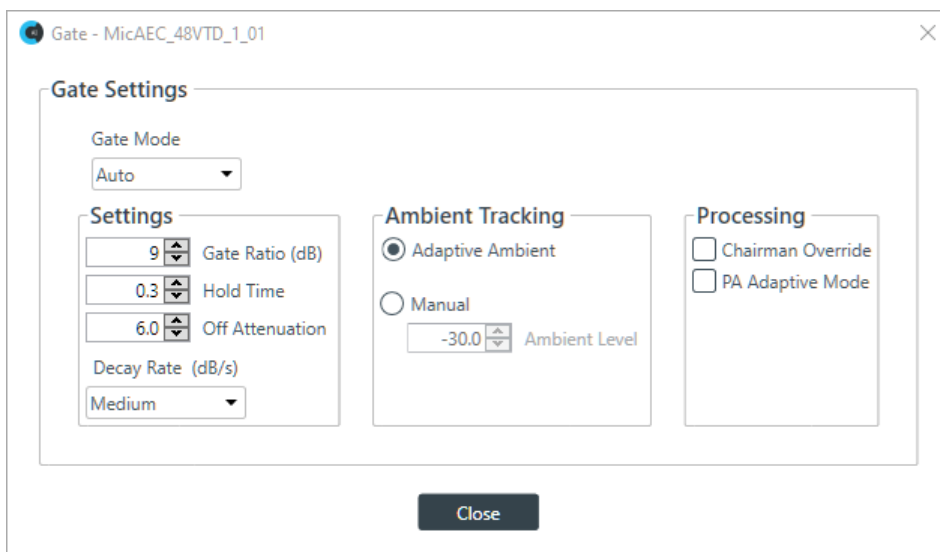 Gate - MicAEC_48VTD_1_01
Gate Settings
Gate Mode
Auto
Settings
9 Gate Ratio (dB)
0.3 Hold Time
6.0 Off Attenuation
Decay Rate (dB/s)
Medium
Ambient Tracking
Adaptive Ambient
Manual
-30.0 Ambient Level
Processing
Chairman Override
PA Adaptive Mode
Close